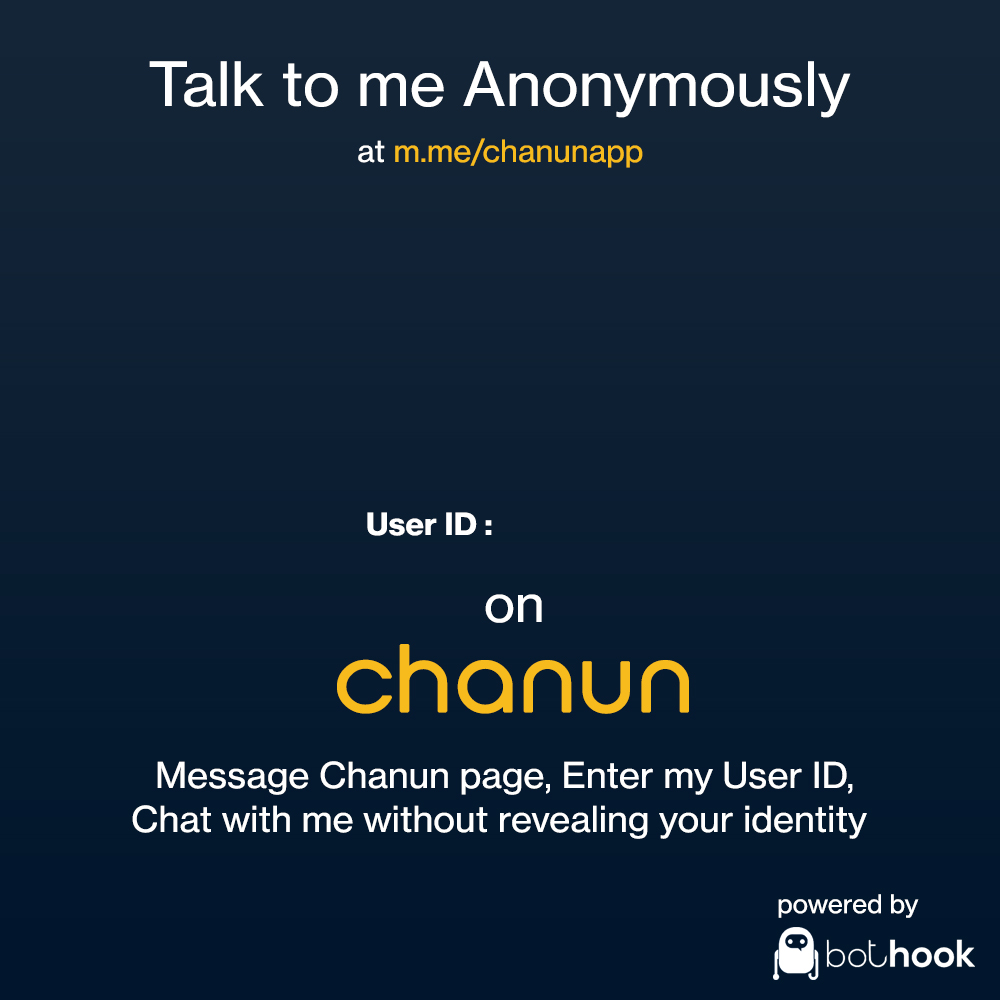 Talk to me Anonymously
at m.me/chanunapp
User ID :
on
chanun
Message Chanun page, Enter my User ID,
Chat with me without revealing your identity
powered by
bothook